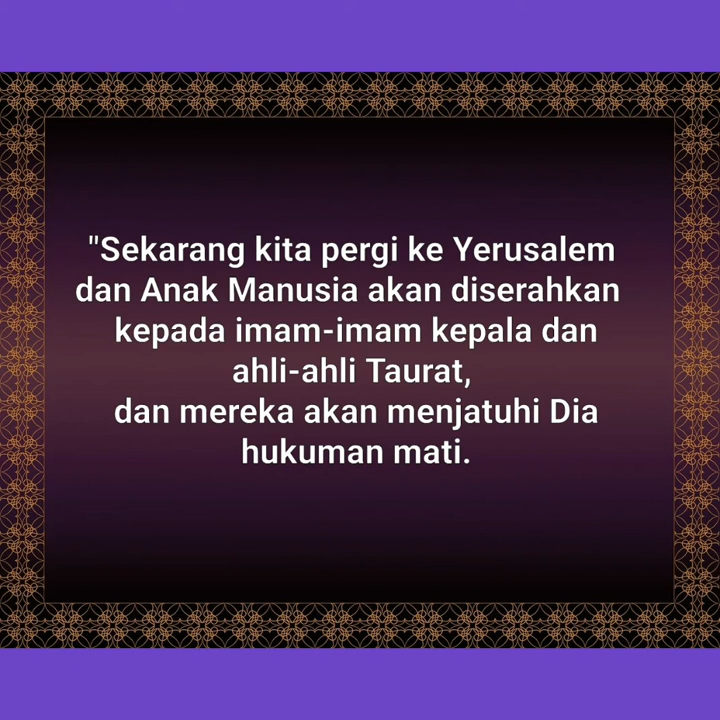 "Sekarang kita pergi ke Yerusalem
dan Anak Manusia akan diserahkan
kepada imam-imam kepala dan
ahli-ahli Taurat,
dan mereka akan menjatuhi Dia
hukuman mati.